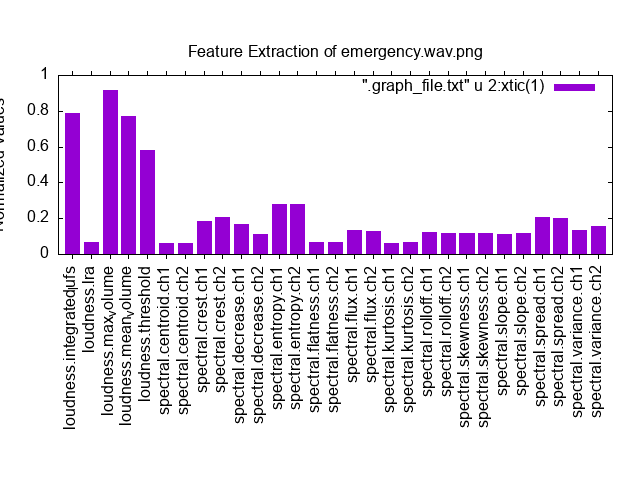 Feature Extraction of emergency.wav.png
".graph_file.txt" u 2:xtic(1)
Normalized Values
1
0.8
0.6
0.4
0.2
0
loudness.integratedlufs
loudness.lra
loudness.maxvolume
loudness.meanvolume
loudness.threshold
spectral.centroid.ch1
spectral.centroid.ch2
spectral.crest.ch1
spectral.crest.ch2
spectral.decrease.ch1
spectral.decrease.ch2
spectral.entropy.ch1
spectral.entropy.ch2
spectral.flatness.ch1
spectral.flatness.ch2
spectral.flux.ch1
spectral.flux.ch2
spectral.kurtosis.ch1
spectral.kurtosis.ch2
spectral.rolloff.ch1
spectral.rolloff.ch2
spectral.skewness.ch1
spectral.skewness.ch2
spectral.slope.ch1
spectral.slope.ch2
spectral.spread.ch1
spectral.spread.ch2
spectral.variance.ch1
spectral.variance.ch2